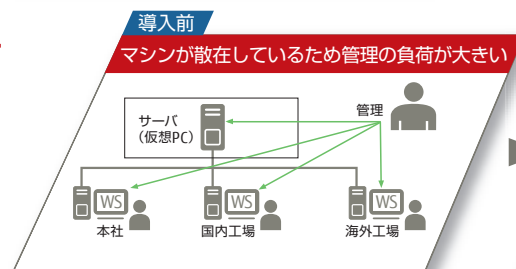 導入前
マシンが散在しているため管理の負荷が大きい
管理
サーバ
（仮想PC）
WS
WS
WS
本社
国内工場
海外工場